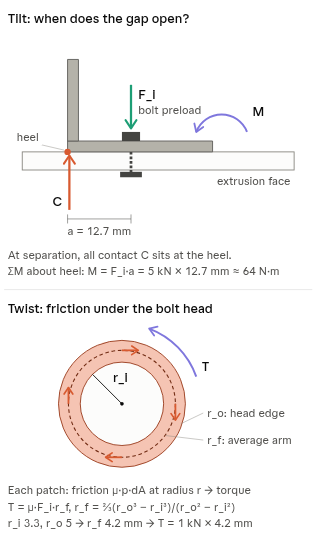 Tilt: when does the gap open?
F_I
bolt preload
M
heel
extrusion face
C
a = 12.7 mm
At separation, all contact C sits at the heel.
ΣM about heel: M = F_i·a = 5 kN × 12.7 mm ≈ 64 N·m
Twist: friction under the bolt head
T
r_I
r_o: head edge
r_f: average arm
Each patch: friction μ·p·dA at radius r → torque
T = μ·F_i·r_f, r_f = ⅔(r_o³ − r_i³)/(r_o² − r_i²)
r_i 3.3, r_o 5 → r_f 4.2 mm → T = 1 kN × 4.2 mm